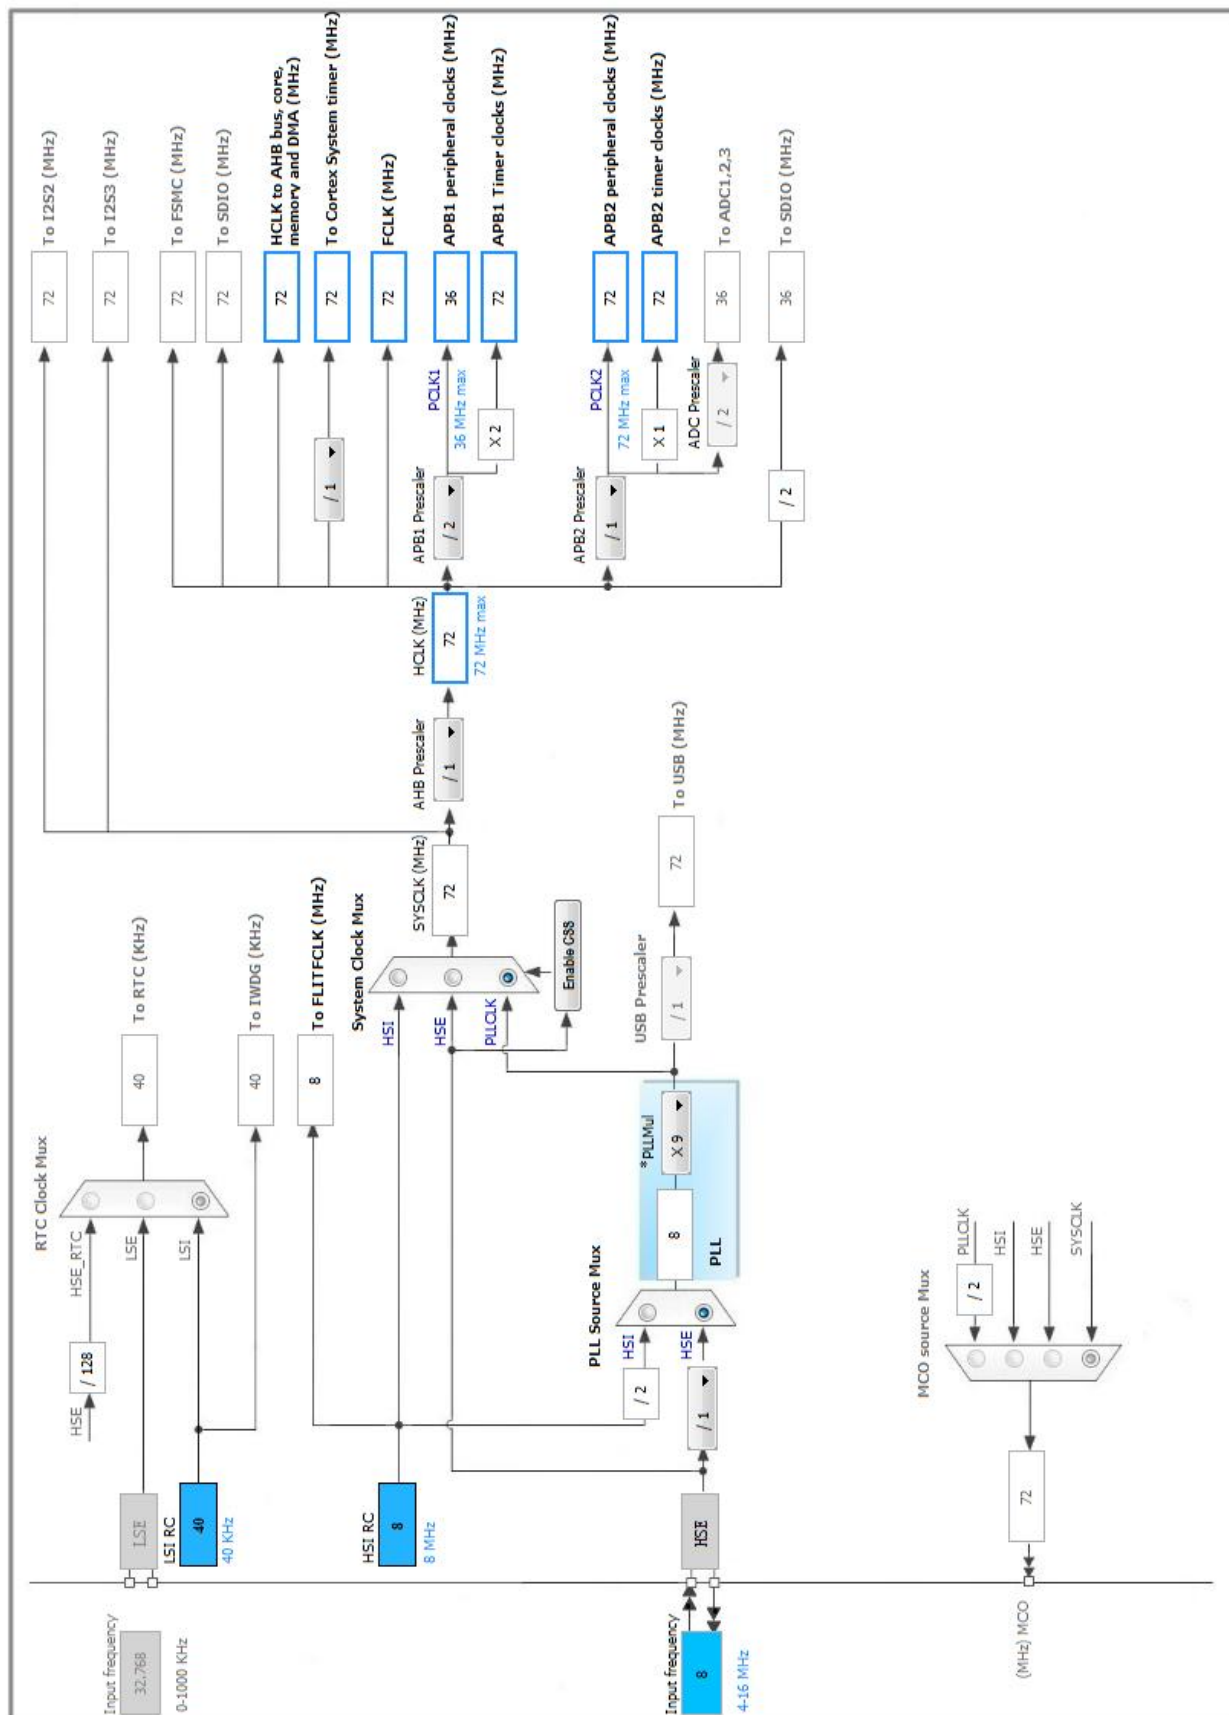 RTC Clock Mux
HSE
/ 128
HSE_RTC
LSE
LSI
40
To RTC (KHz)
Input frequency
32.768
0-1000 KHz
LSE
LSI RC
40
40 KHz
40
To IWDG (KHz)
8
To FLITFCLK (MHz)
HSI RC
8
8 MHz
System Clock Mux
HSI
HSE
PLLCLK
Enable CSS
SYSCLK (MHz)
72
AHB Prescaler
/ 1
HCLK (MHz)
72
72 MHz max
72
To I2S2 (MHz)
72
To I2S3 (MHz)
72
To FSMC (MHz)
72
To SDIO (MHz)
72
HCLK to AHB bus, core,
memory and DMA (MHz)
/ 1
72
To Cortex System timer (MHz)
72
FCLK (MHz)
APB1 Prescaler
/ 2
PCLK1
36 MHz max
36
APB1 peripheral clocks (MHz)
X 2
72
APB1 Timer clocks (MHz)
APB2 Prescaler
/ 1
PCLK2
72 MHz max
72
APB2 peripheral clocks (MHz)
X 1
72
APB2 timer clocks (MHz)
ADC Prescaler
/ 2
36
To ADC1,2,3
/ 2
36
To SDIO (MHz)
Input frequency
8
4-16 MHz
HSE
PLL Source Mux
/ 2
HSI
/ 1
HSE
8
*PLLMul
X 9
PLL
USB Prescaler
/ 1
72
To USB (MHz)
MCO source Mux
PLLCLK
/ 2
HSI
HSE
SYSCLK
72
(MHz) MCO